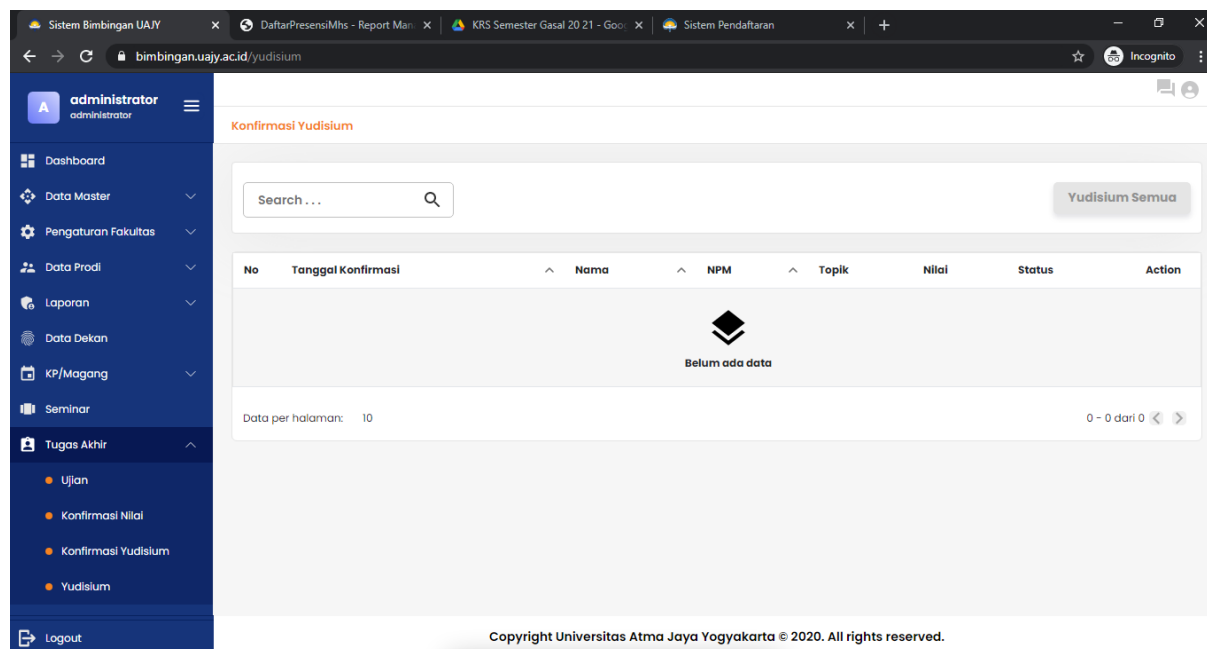 Sistem Bimbingan UAJY
DaftarPresensiMhs - Report Man
KRS Semester Gasal 20 21 - Goog
Sistem Pendaftaran
bimbingan.uajy.ac.id/yudisium
Incognito
A
administrator
administrator
Konfirmasi Yudisium
Dashboard
Data Master
Pengaturan Fakultas
Data Prodi
Laporan
Data Dekan
KP/Magang
Seminar
Tugas Akhir
Ujian
Konfirmasi Nilai
Konfirmasi Yudisium
Yudisium
Logout
Search . . .
Yudisium Semua
No Tanggal Konfirmasi Nama NPM Topik Nilai Status Action
Belum ada data
Data per halaman: 10
0 - 0 dari 0
Copyright Universitas Atma Jaya Yogyakarta © 2020. All rights reserved.